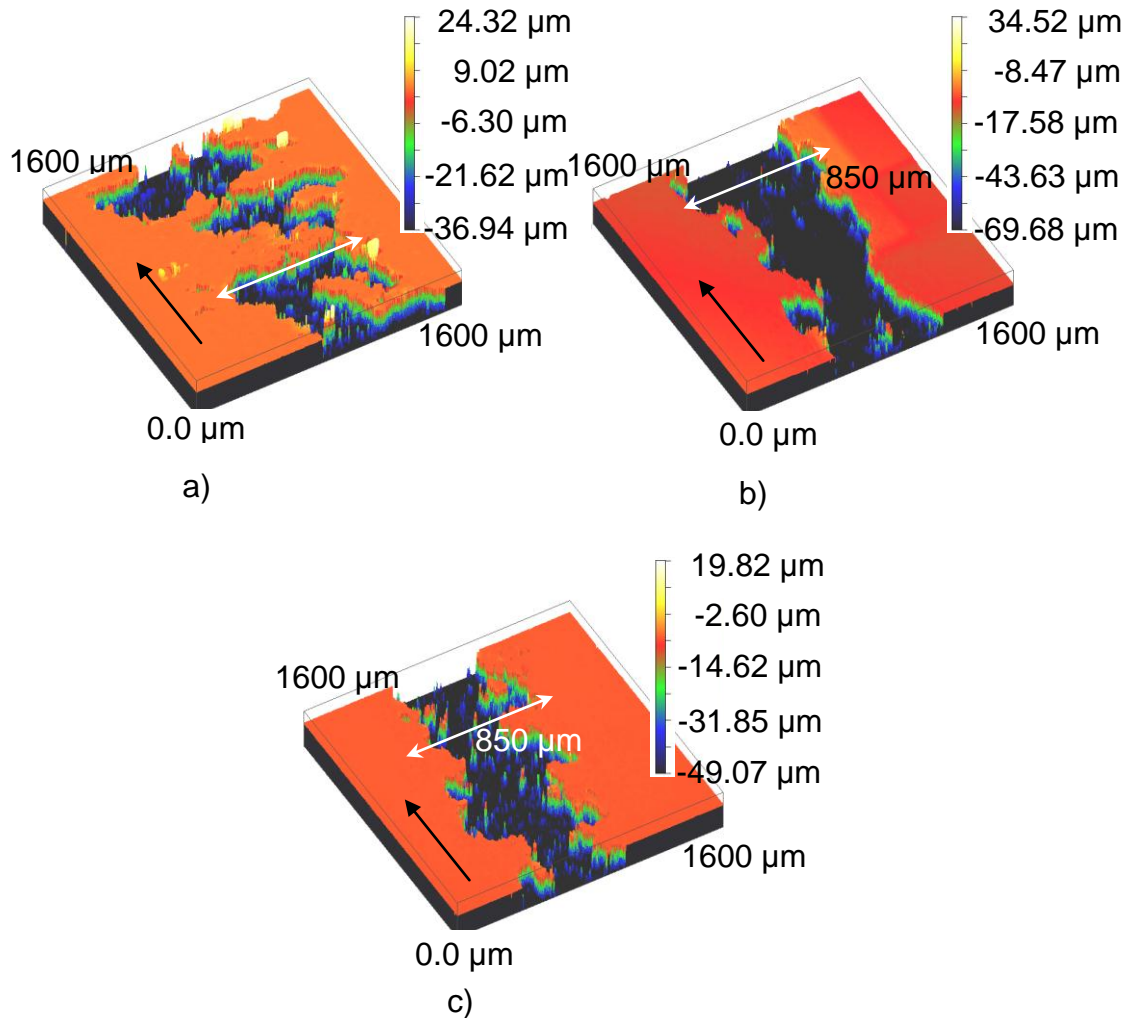 24.32 µm
9.02 µm
-6.30 µm
-21.62 µm
-36.94 µm
1600 µm
1600 µm
0.0 µm
a)
34.52 µm
-8.47 µm
-17.58 µm
-43.63 µm
-69.68 µm
1600 µm
850 µm
1600 µm
0.0 µm
b)
19.82 µm
-2.60 µm
-14.62 µm
-31.85 µm
-49.07 µm
1600 µm
850 µm
1600 µm
0.0 µm
c)